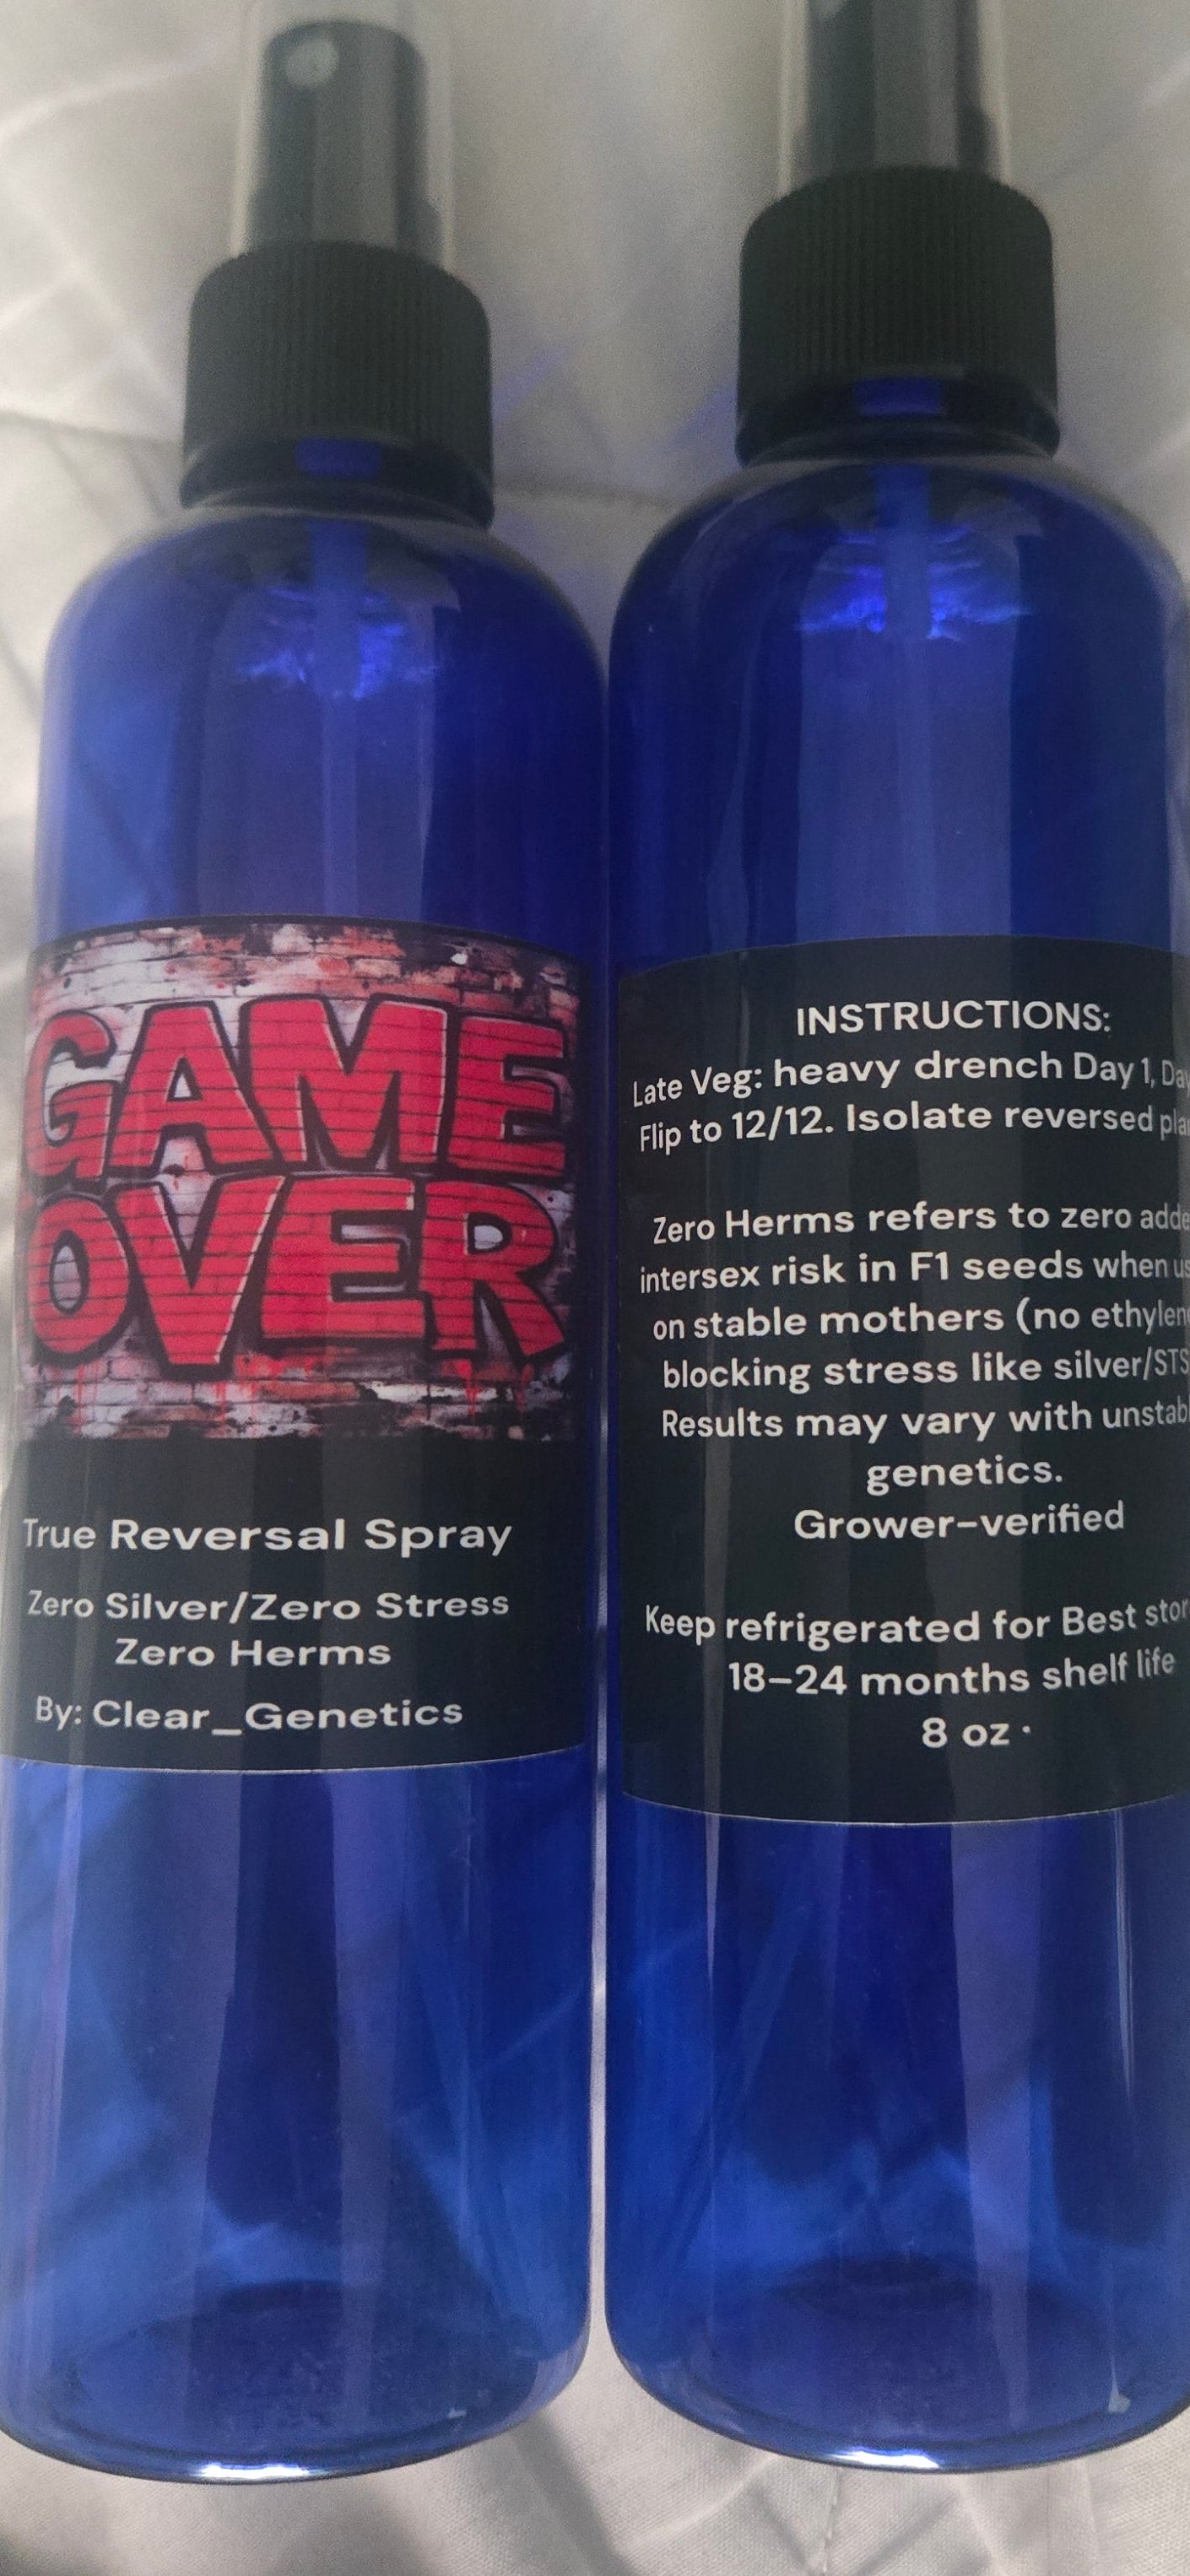 GAME
OVER
True Reversal Spray
Zero Silver/Zero Stress
Zero Herms
By: Clear_Genetics
INSTRUCTIONS:
Late Veg: heavy drench Day 1,
Flip to 12/12. Isolate reversed
Zero Herms refers to zero
intersex risk in F1 seeds when
on stable mothers (no
blocking stress like silver/STS
Results may vary with
genetics.
Grower-verified
Keep refrigerated for Best
18-24 months shelf life
8 oz ·